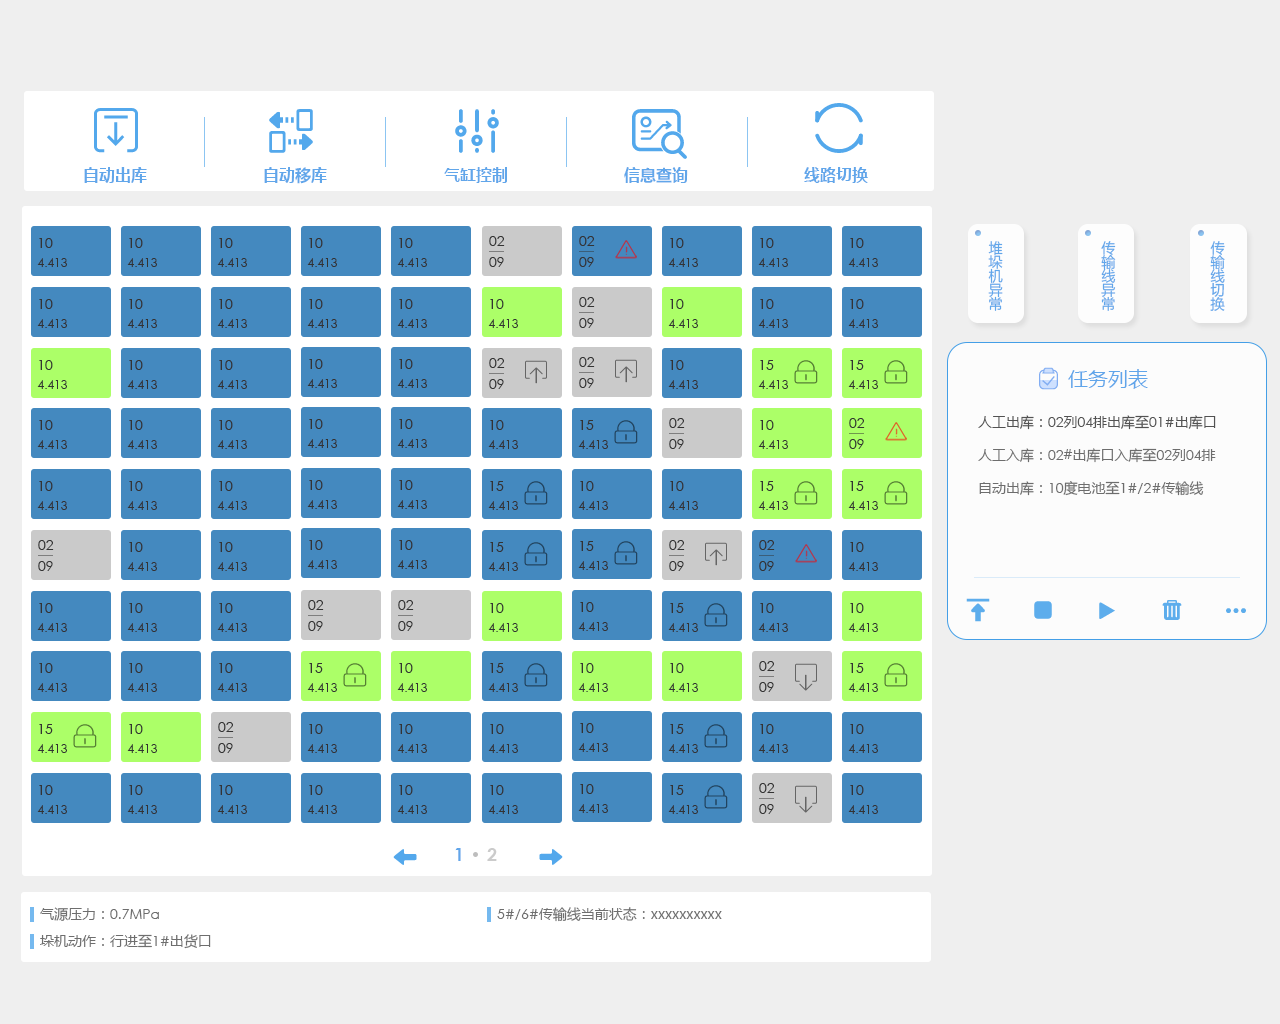 自动出库 自动移库 气缸控制 信息查询 线路切换
10 10 10 10 10 02 02 10 10 10
4.413 4.413 4.413 4.413 4.413 09 09 4.413 4.413 4.413
10 10 10 10 10 10 02 10 10 10
4.413 4.413 4.413 4.413 4.413 4.413 09 4.413 4.413 4.413
10 10 10 10 10 02 02 10 15 15
4.413 4.413 4.413 4.413 4.413 09 09 4.413 4.413 4.413
10 10 10 10 10 10 15 02 10 02
4.413 4.413 4.413 4.413 4.413 4.413 4.413 09 4.413 09
10 10 10 10 10 15 10 10 15 15
4.413 4.413 4.413 4.413 4.413 4.413 4.413 4.413 4.413 4.413
02 10 10 10 10 15 15 02 02 10
09 4.413 4.413 4.413 4.413 4.413 4.413 09 09 4.413
10 10 10 02 02 10 10 15 10 10
4.413 4.413 4.413 09 09 4.413 4.413 4.413 4.413 4.413
10 10 10 15 10 15 10 10 02 15
4.413 4.413 4.413 4.413 4.413 4.413 4.413 4.413 09 4.413
15 10 02 10 10 10 10 15 10 10
4.413 4.413 09 4.413 4.413 4.413 4.413 4.413 4.413 4.413
10 10 10 10 10 10 10 15 02 10
4.413 4.413 4.413 4.413 4.413 4.413 4.413 4.413 09 4.413
1 • 2
堆垛机异常
传输线异常
传输线切换
任务列表
人工出库：02列04排出库至01#出库口
人工入库：02#出库口入库至02列04排
自动出库：10度电池至1#/2#传输线
气源压力：0.7MPa
5#/6#传输线当前状态：xxxxxxxxxx
垛机动作：行进至1#出货口